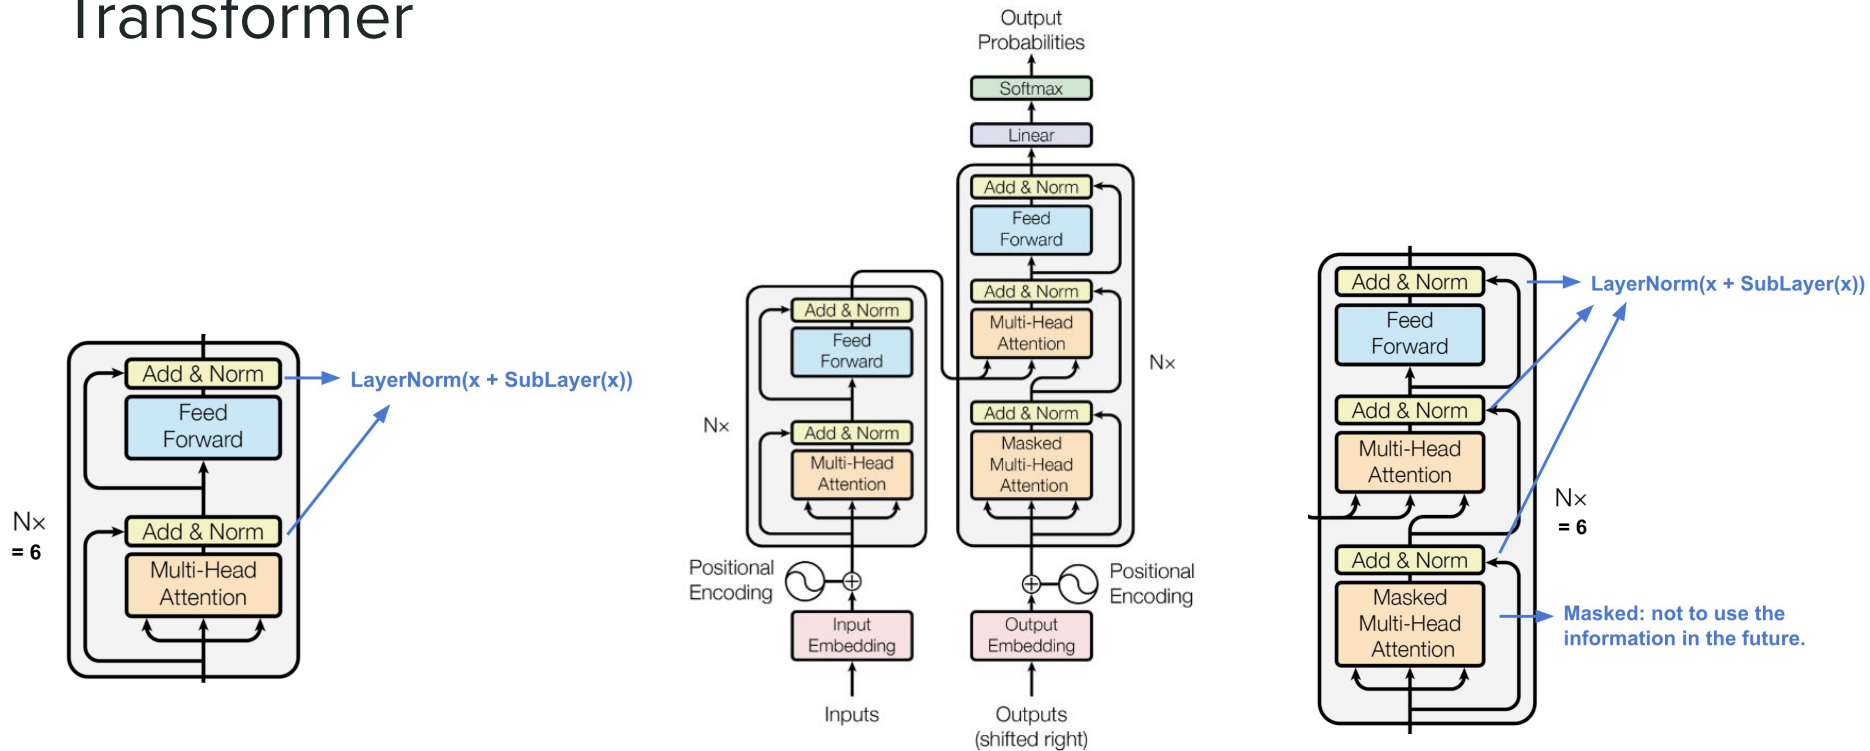 Transformer
Nx
= 6
Add & Norm
Feed
Forward
Add & Norm
Multi-Head
Attention
LayerNorm(x + SubLayer(x))
Output
Probabilities
Softmax
Linear
Add & Norm
Feed
Forward
Add & Norm
Multi-Head
Attention
Nx
Add & Norm
Masked
Multi-Head
Attention
Add & Norm
Feed
Forward
Nx
Add & Norm
Multi-Head
Attention
Positional
Encoding
Positional
Encoding
Input
Embedding
Output
Embedding
Inputs
Outputs
(shifted right)
Add & Norm
Feed
Forward
Add & Norm
Multi-Head
Attention
Nx
= 6
Add & Norm
Masked
Multi-Head
Attention
LayerNorm(x + SubLayer(x))
Masked: not to use the
information in the future.